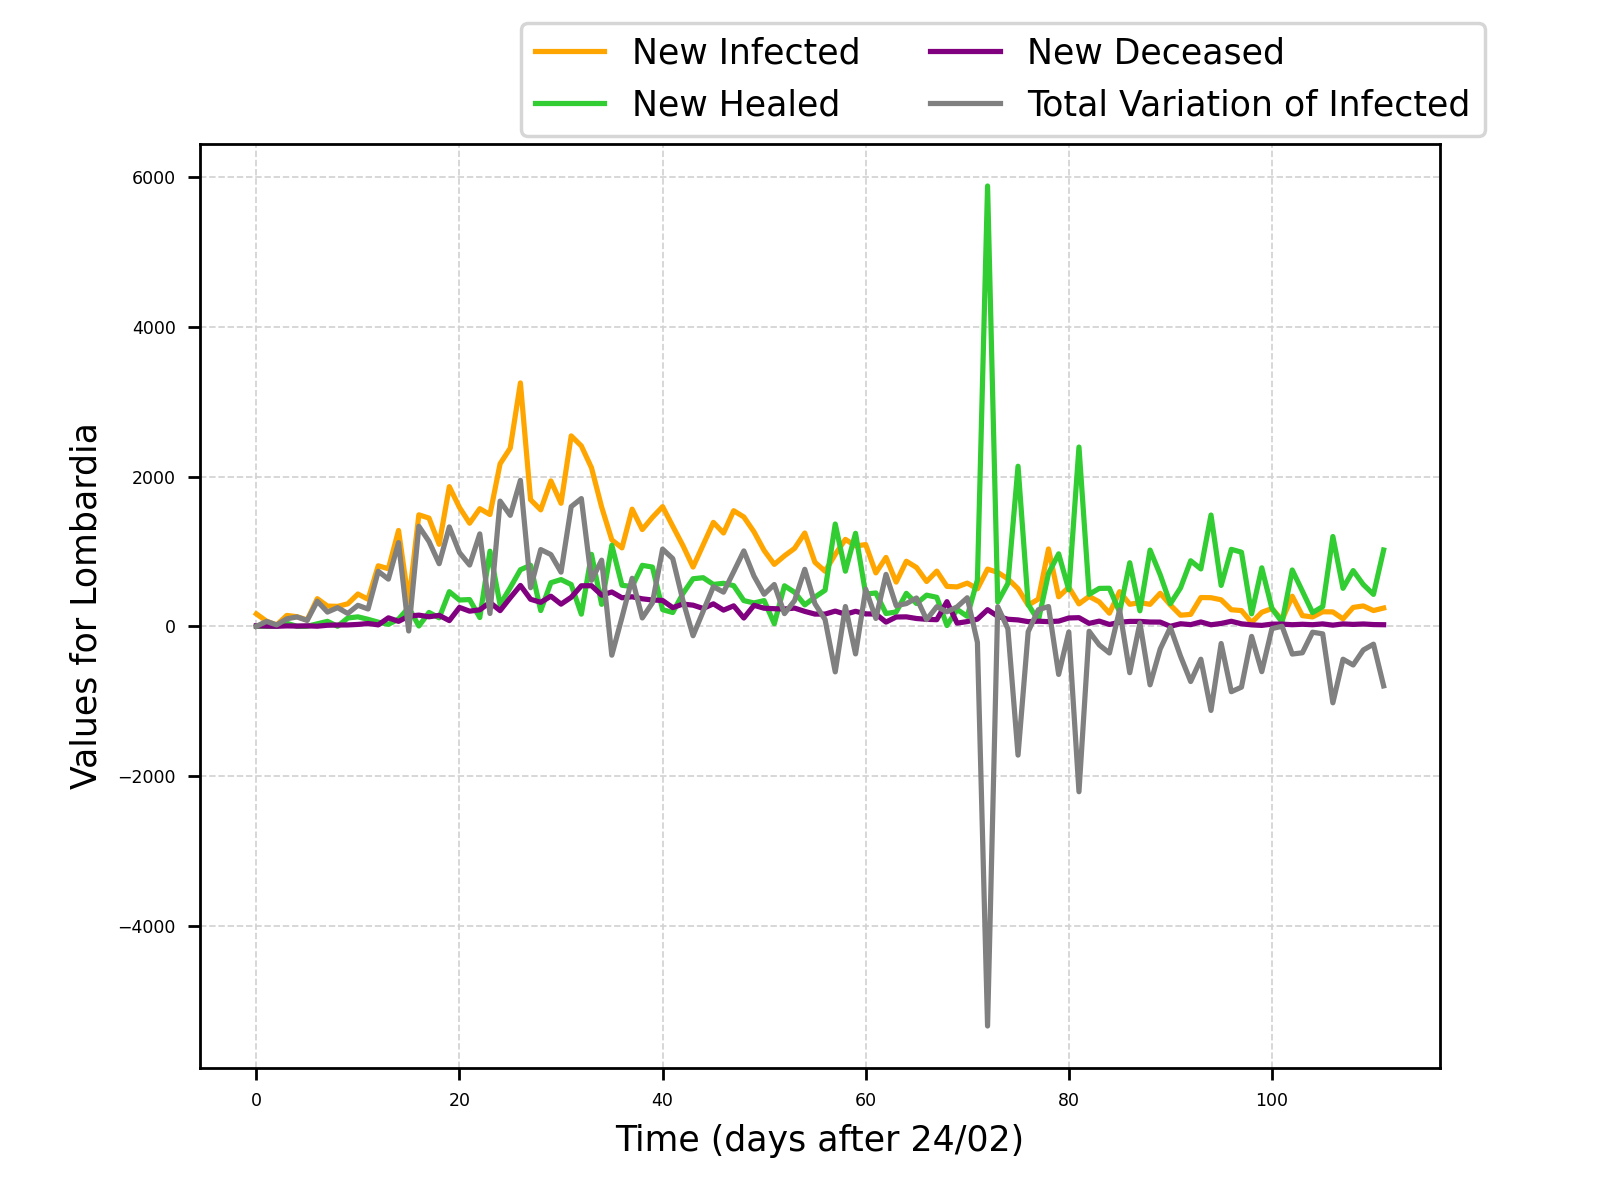 New Infected
New Deceased
New Healed
Total Variation of Infected
6000
4000
2000
0
−2000
−4000
Values for Lombardia
0
20
40
60
80
100
Time (days after 24/02)